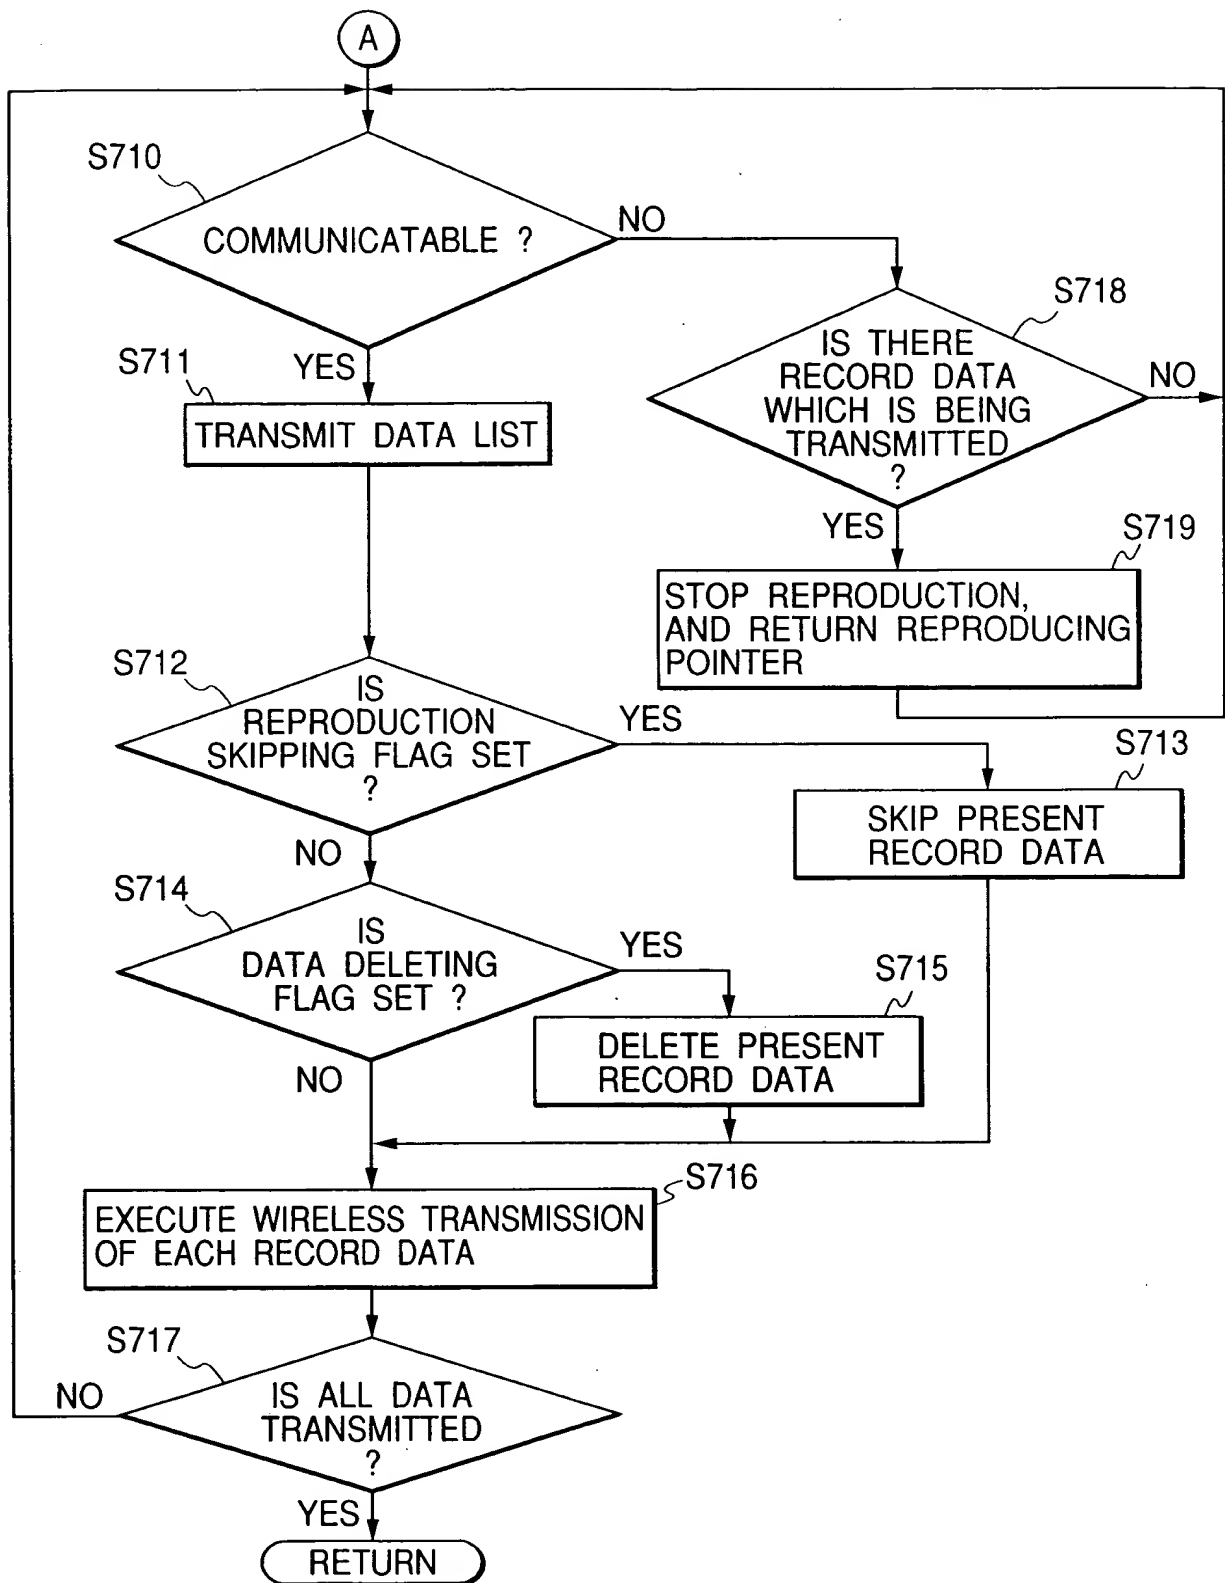 A
S710
COMMUNICATABLE ?
NO
S718
IS THERE
RECORD DATA
WHICH IS BEING
TRANSMITTED
?
NO
YES
S711
TRANSMIT DATA LIST
YES
S719
STOP REPRODUCTION,
AND RETURN REPRODUCING
POINTER
S712
IS
REPRODUCTION
SKIPPING FLAG SET
?
YES
S713
SKIP PRESENT
RECORD DATA
NO
S714
IS
DATA DELETING
FLAG SET ?
YES
S715
DELETE PRESENT
RECORD DATA
NO
S716
EXECUTE WIRELESS TRANSMISSION
OF EACH RECORD DATA
S717
NO
IS ALL DATA
TRANSMITTED
?
YES
RETURN